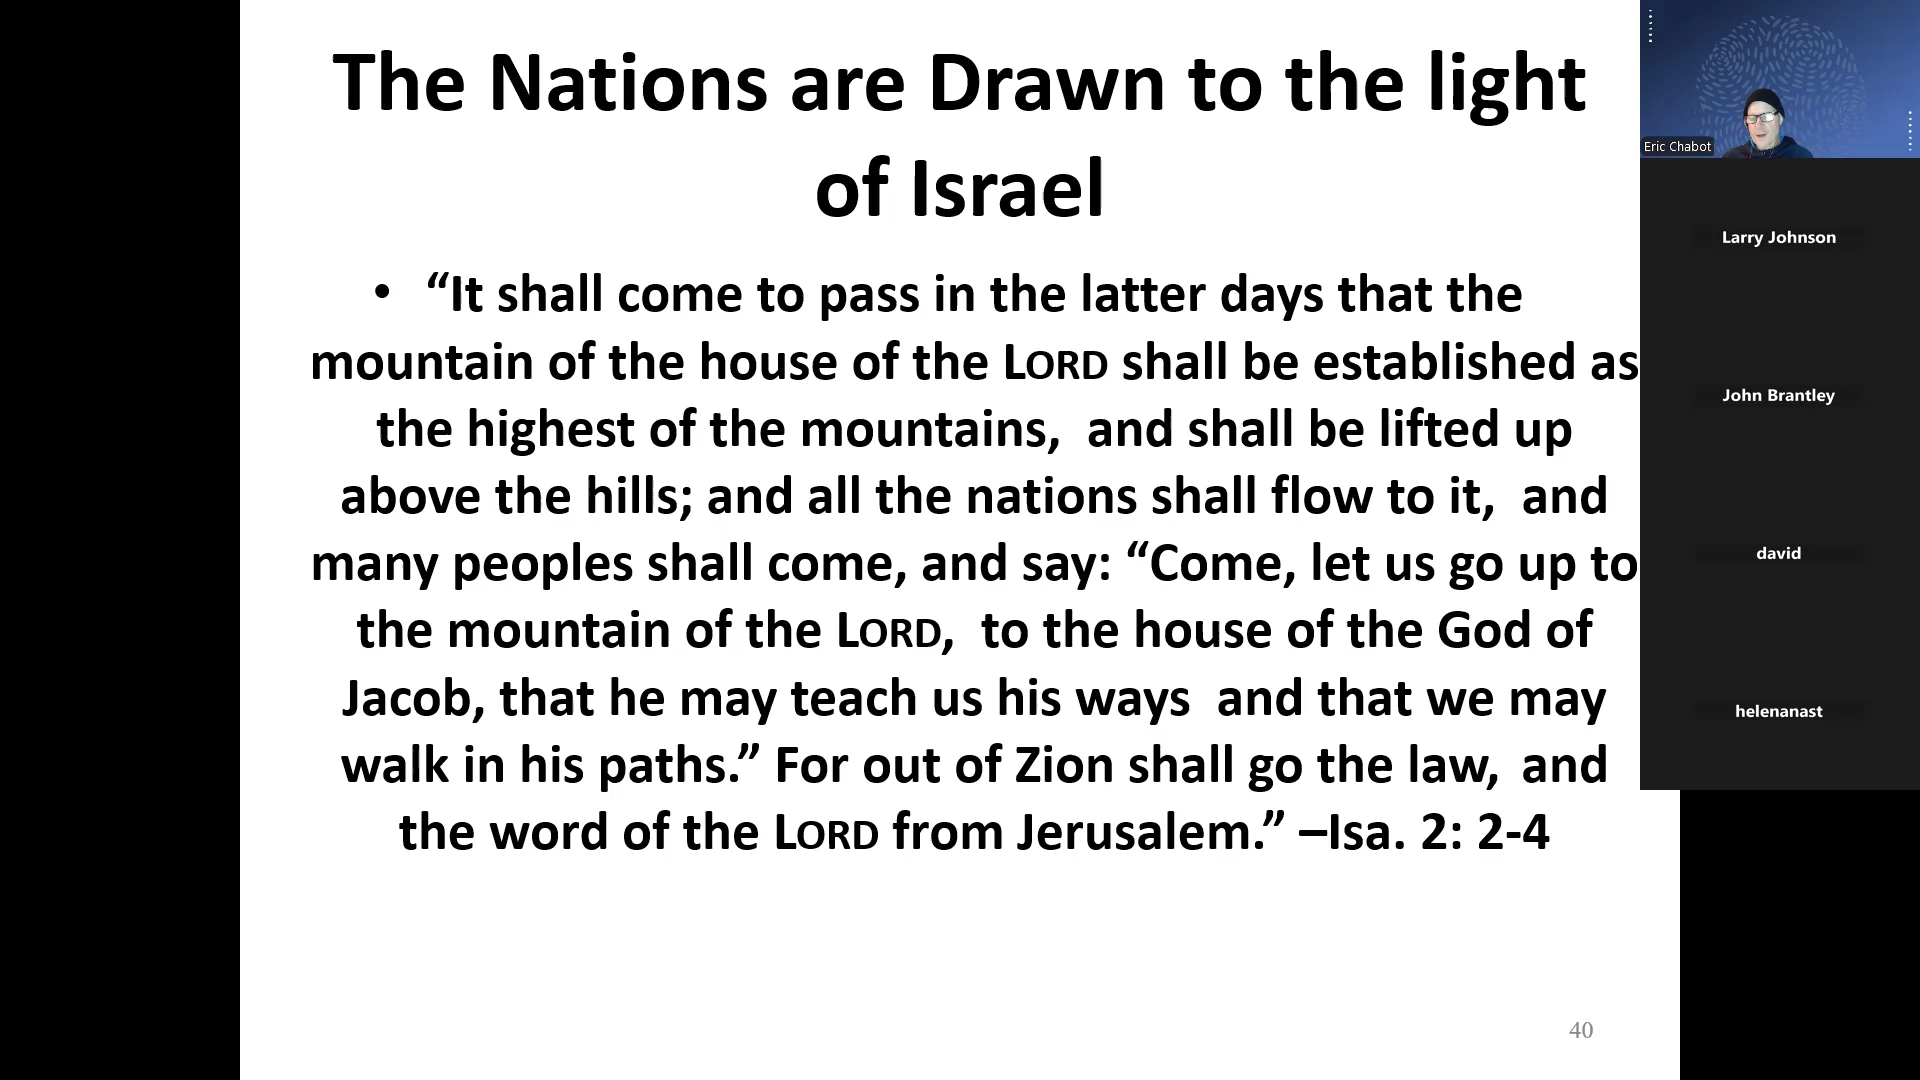 The Nations are Drawn to the light
of Israel
• “It shall come to pass in the latter days that the
mountain of the house of the LORD shall be established as
the highest of the mountains,  and shall be lifted up
above the hills; and all the nations shall flow to it,  and
many peoples shall come, and say: “Come, let us go up to
the mountain of the LORD,  to the house of the God of
Jacob, that he may teach us his ways  and that we may
walk in his paths.” For out of Zion shall go the law,  and
the word of the LORD from Jerusalem.” –Isa. 2: 2-4
40
Eric Chabot
Larry Johnson
John Brantley
david
helenanast